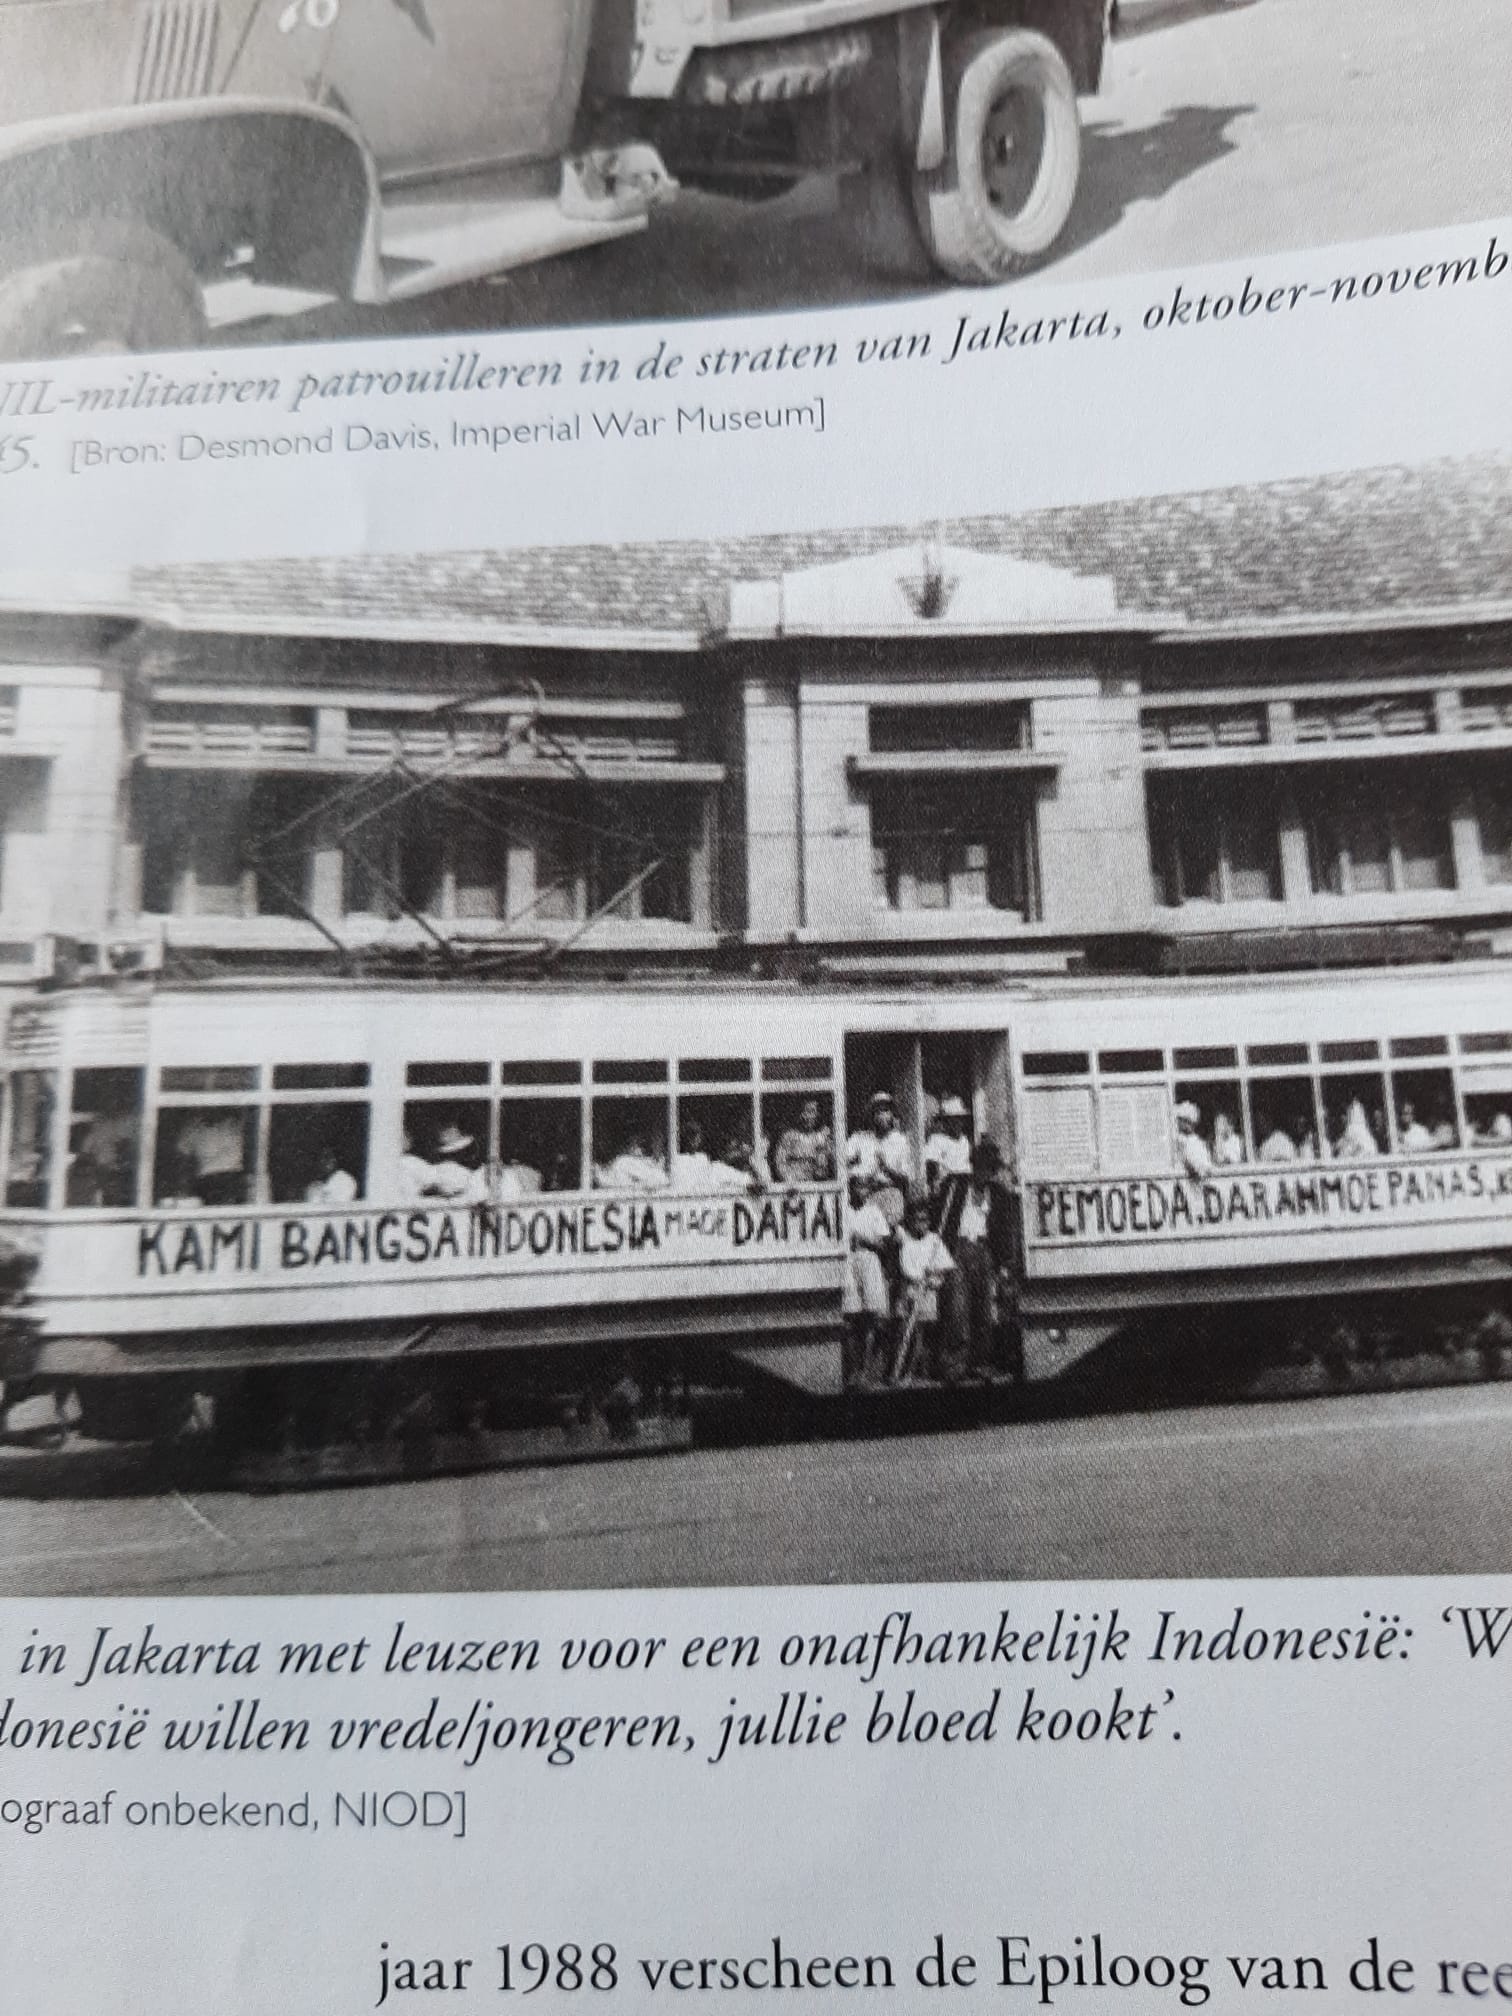 IL-militairen patrouilleren in de straten van Jakarta, oktober-novemb
45. [Bron: Desmond Davis, Imperial War Museum]
KAMI BANGSA INDONESIA MAOE DAMAI
PEMOEDA.DARAHMOE PANAS,
in Jakarta met leuzen voor een onafhankelijk Indonesië: 'W
donesië willen vrede/jongeren, jullie bloed kookt'.
ograaf onbekend, NIOD]
jaar 1988 verscheen de Epiloog van de ree